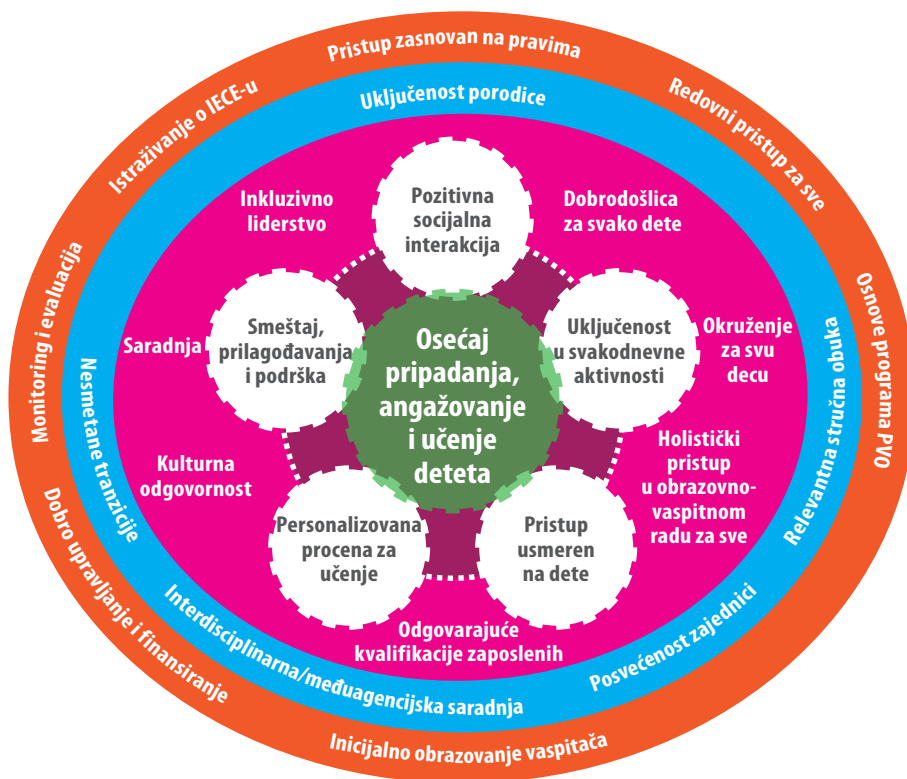 Pristup zasnovan na pravima
Redovni pristup za sve
Osnove programa PVO
Inicijalno obrazovanje vaspitača
Dobro upravljanje i finansiranje
Monitoring i evaluacija
Istraživanje o IECE-u
Uključenost porodice
Relevantna stručna obuka
Posvećenost zajednici
Interdisciplinarna/međuagencijska saradnja
Nesmetane tranzicije
Inkluzivno
liderstvo
Dobrodošlica
za svako dete
Okruženje
za svu
decu
Holistički
pristup
u obrazovno-
vaspitnom
radu za sve
Odgovarajuće
kvalifikacije zaposlenih
Kulturna
odgovornost
Saradnja
Pozitivna
socijalna
interakcija
Uključenost
u svakodnevne
aktivnosti
Pristup
usmeren
na dete
Personalizovana
procena za
učenje
Smeštaj,
prilagođavanja
i podrška
Osećaj
pripadanja,
angažovanje
i učenje
deteta